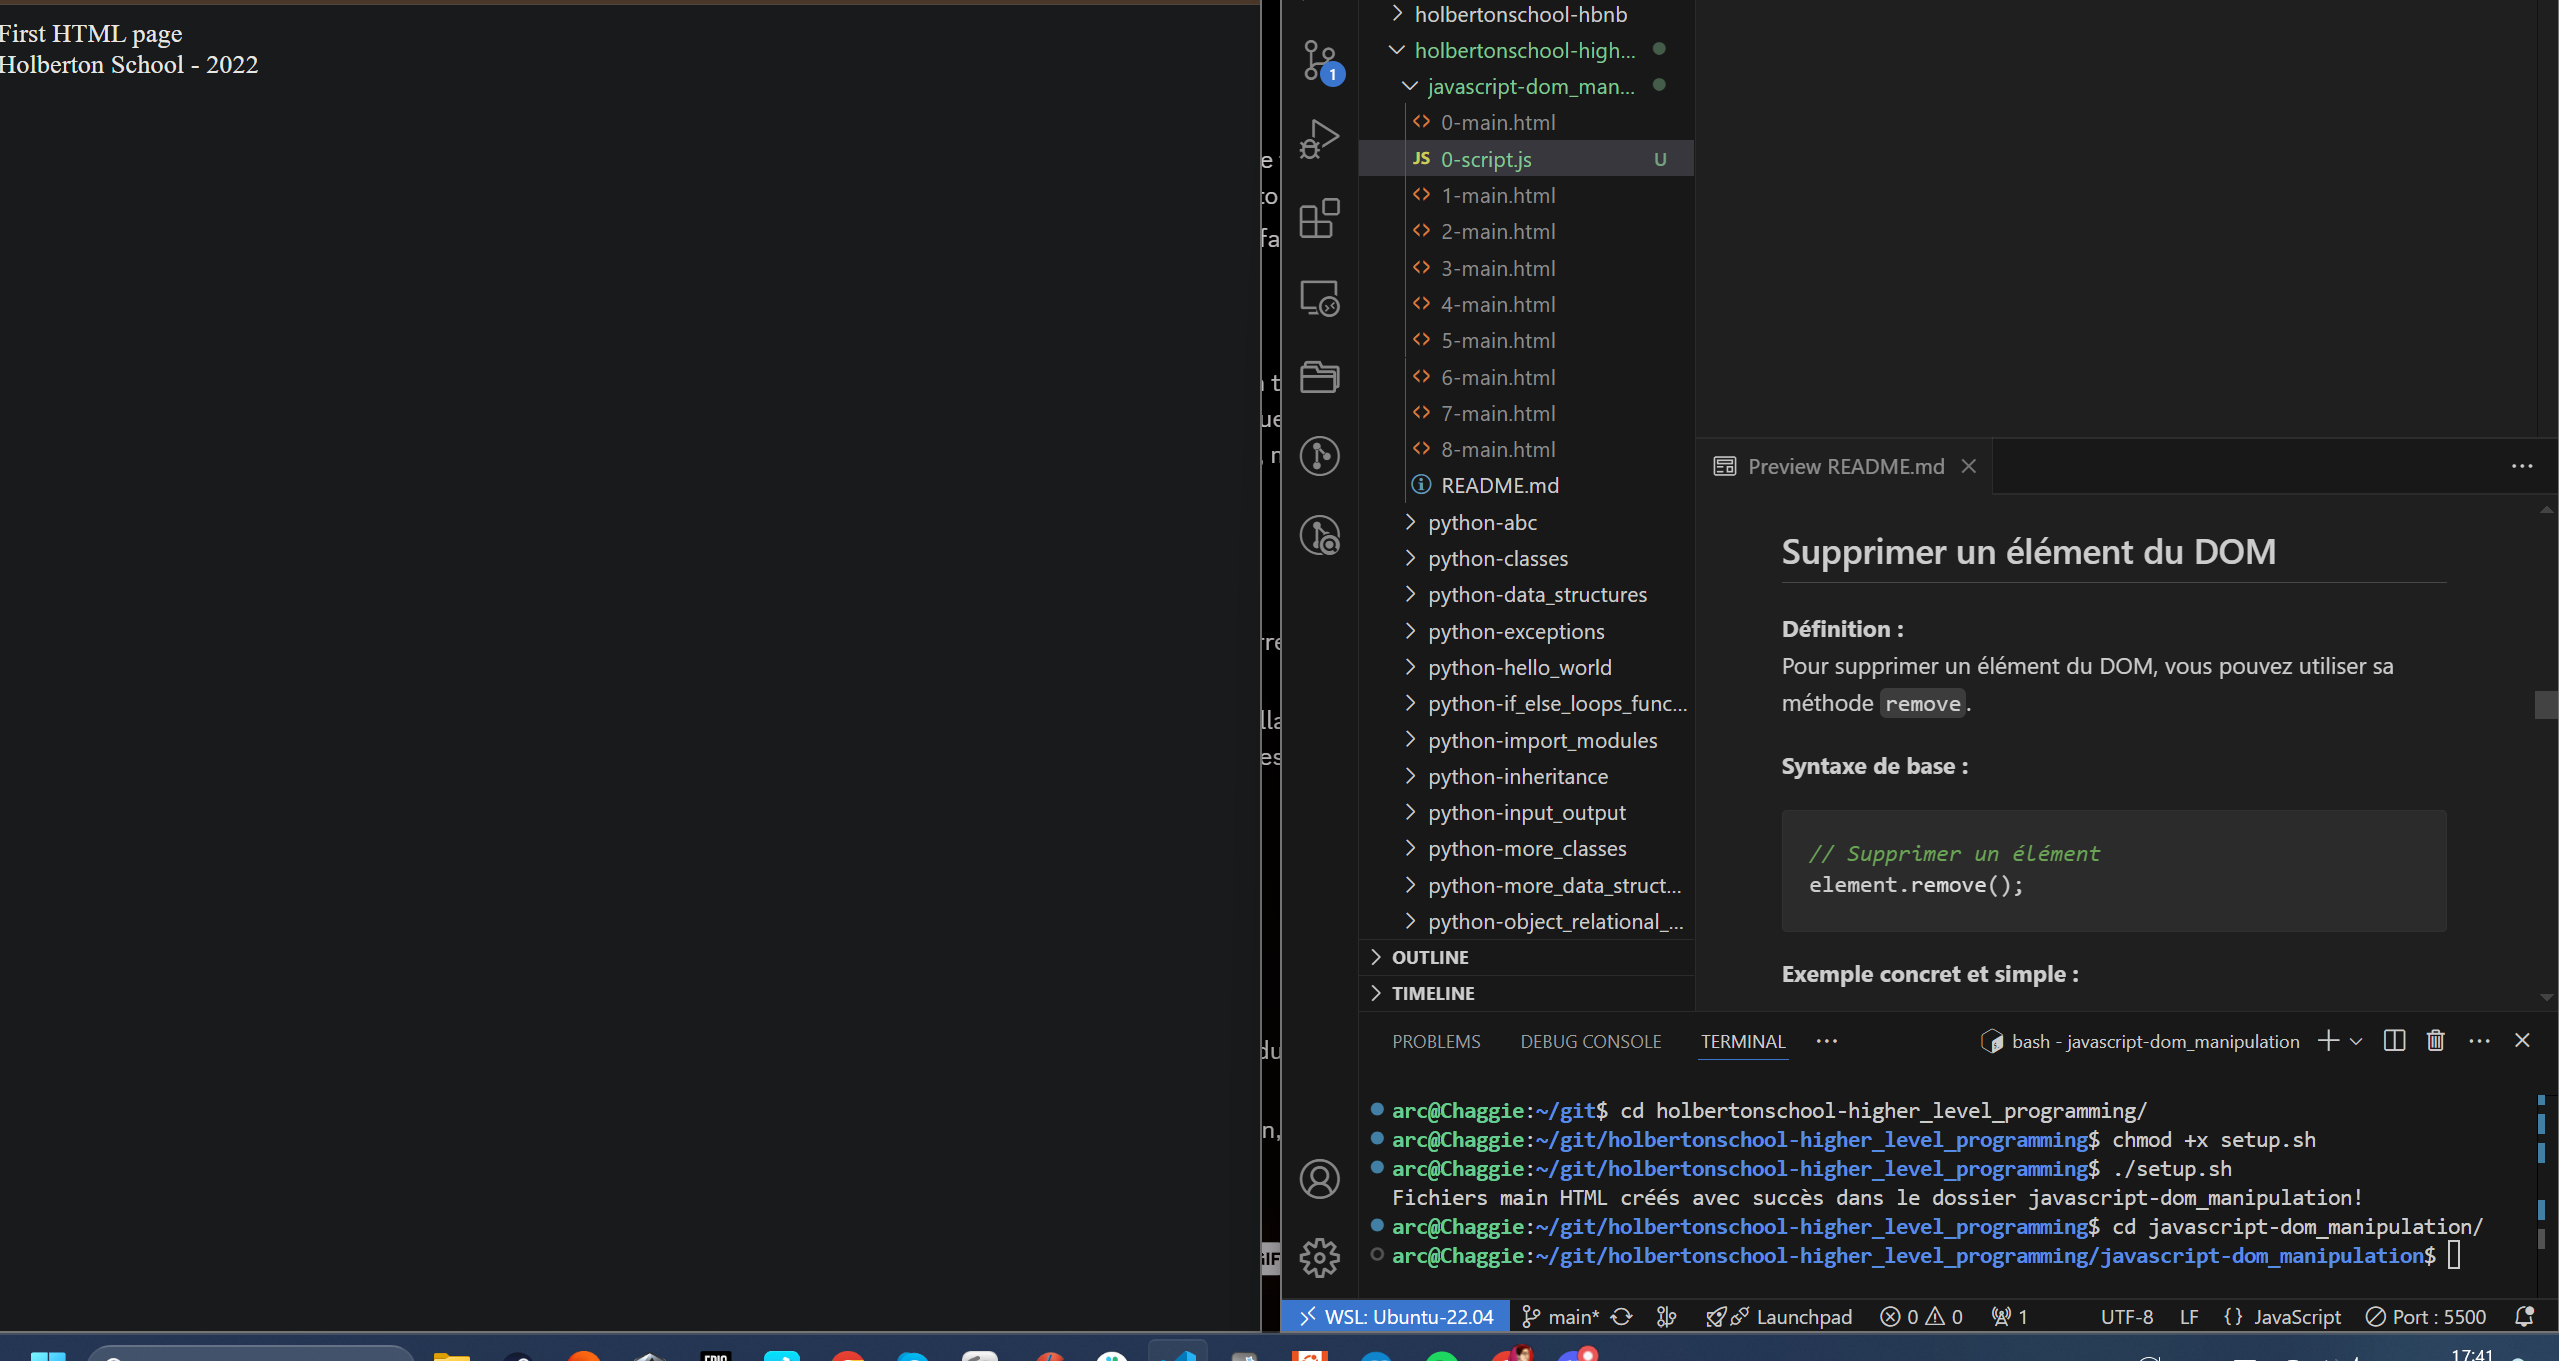 First HTML page
Holberton School - 2022
1
holbertonschool-hbnb
holbertonschool-high...
javascript-dom_man...
<> 0-main.html
JS 0-script.js U
<> 1-main.html
<> 2-main.html
<> 3-main.html
<> 4-main.html
<> 5-main.html
<> 6-main.html
<> 7-main.html
<> 8-main.html
README.md
python-abc
python-classes
python-data_structures
python-exceptions
python-hello_world
python-if_else_loops_func...
python-import_modules
python-inheritance
python-input_output
python-more_classes
python-more_data_struct...
python-object_relational_...
OUTLINE
TIMELINE
Preview README.md
Supprimer un élément du DOM
Définition :
Pour supprimer un élément du DOM, vous pouvez utiliser sa
méthode remove.
Syntaxe de base :
// Supprimer un élément
element.remove();
Exemple concret et simple :
PROBLEMS DEBUG CONSOLE TERMINAL ... bash - javascript-dom_manipulation
arc@Chaggie:~/git$ cd holbertonschool-higher_level_programming/
arc@Chaggie:~/git/holbertonschool-higher_level_programming$ chmod +x setup.sh
arc@Chaggie:~/git/holbertonschool-higher_level_programming$ ./setup.sh
Fichiers main HTML créés avec succès dans le dossier javascript-dom_manipulation!
arc@Chaggie:~/git/holbertonschool-higher_level_programming$ cd javascript-dom_manipulation/
arc@Chaggie:~/git/holbertonschool-higher_level_programming/javascript-dom_manipulation$
WSL: Ubuntu-22.04 main* Launchpad 0 0 1 UTF-8 LF {} JavaScript Port : 5500
17:41